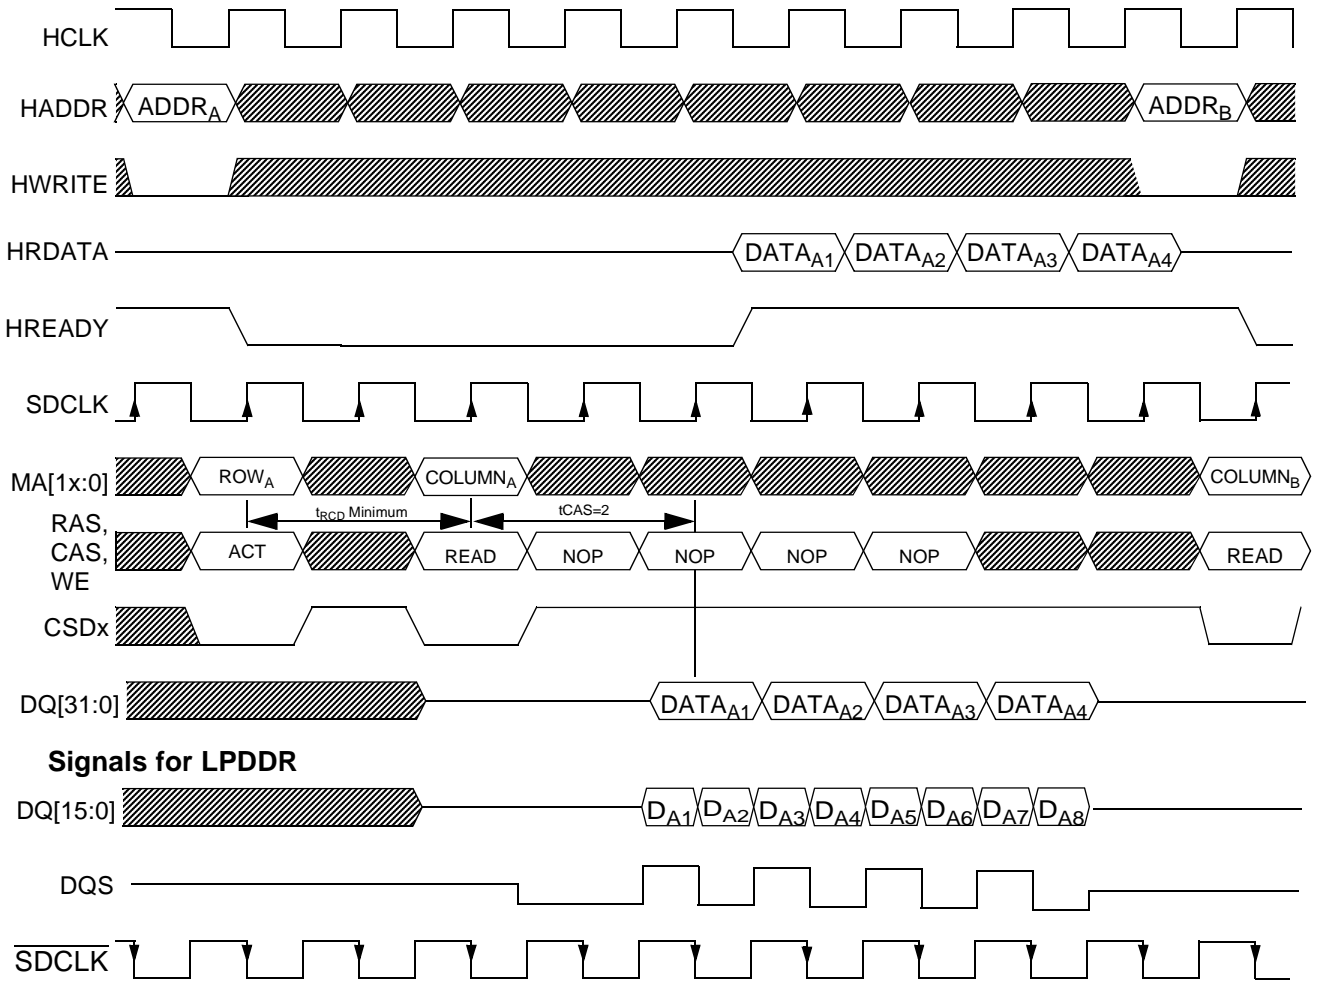 HCLK
HADDR ADDRA ADDRB
HWRITE
HRDATA DATAA1 DATAA2 DATAA3 DATAA4
HREADY
SDCLK
MA[1x:0] ROWA COLUMNA COLUMNB
tRCD Minimum tCAS=2
RAS,
CAS,
WE
ACT READ NOP NOP NOP NOP READ
CSDx
DQ[31:0] DATAA1 DATAA2 DATAA3 DATAA4
Signals for LPDDR
DQ[15:0] DA1 DA2 DA3 DA4 DA5 DA6 DA7 DA8
DQS
SDCLK